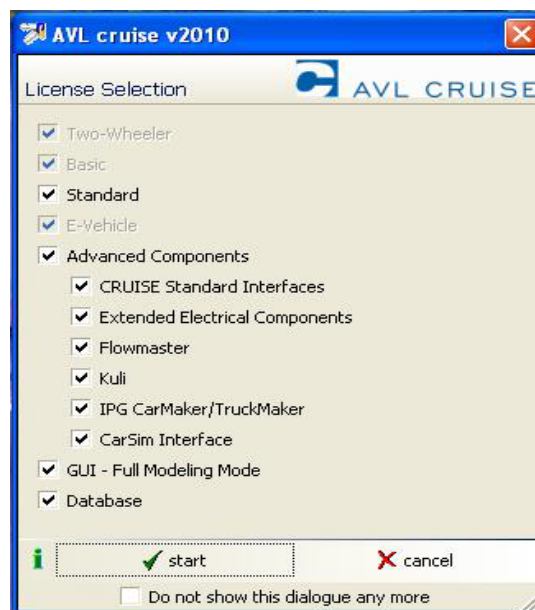 AVL cruise v2010
License Selection
AVL CRUISE
Two-Wheeler
Basic
Standard
E-Vehicle
Advanced Components
CRUISE Standard Interfaces
Extended Electrical Components
Flowmaster
Kuli
IPG CarMaker/TruckMaker
CarSim Interface
GUI - Full Modeling Mode
Database
i
start
cancel
Do not show this dialogue any more